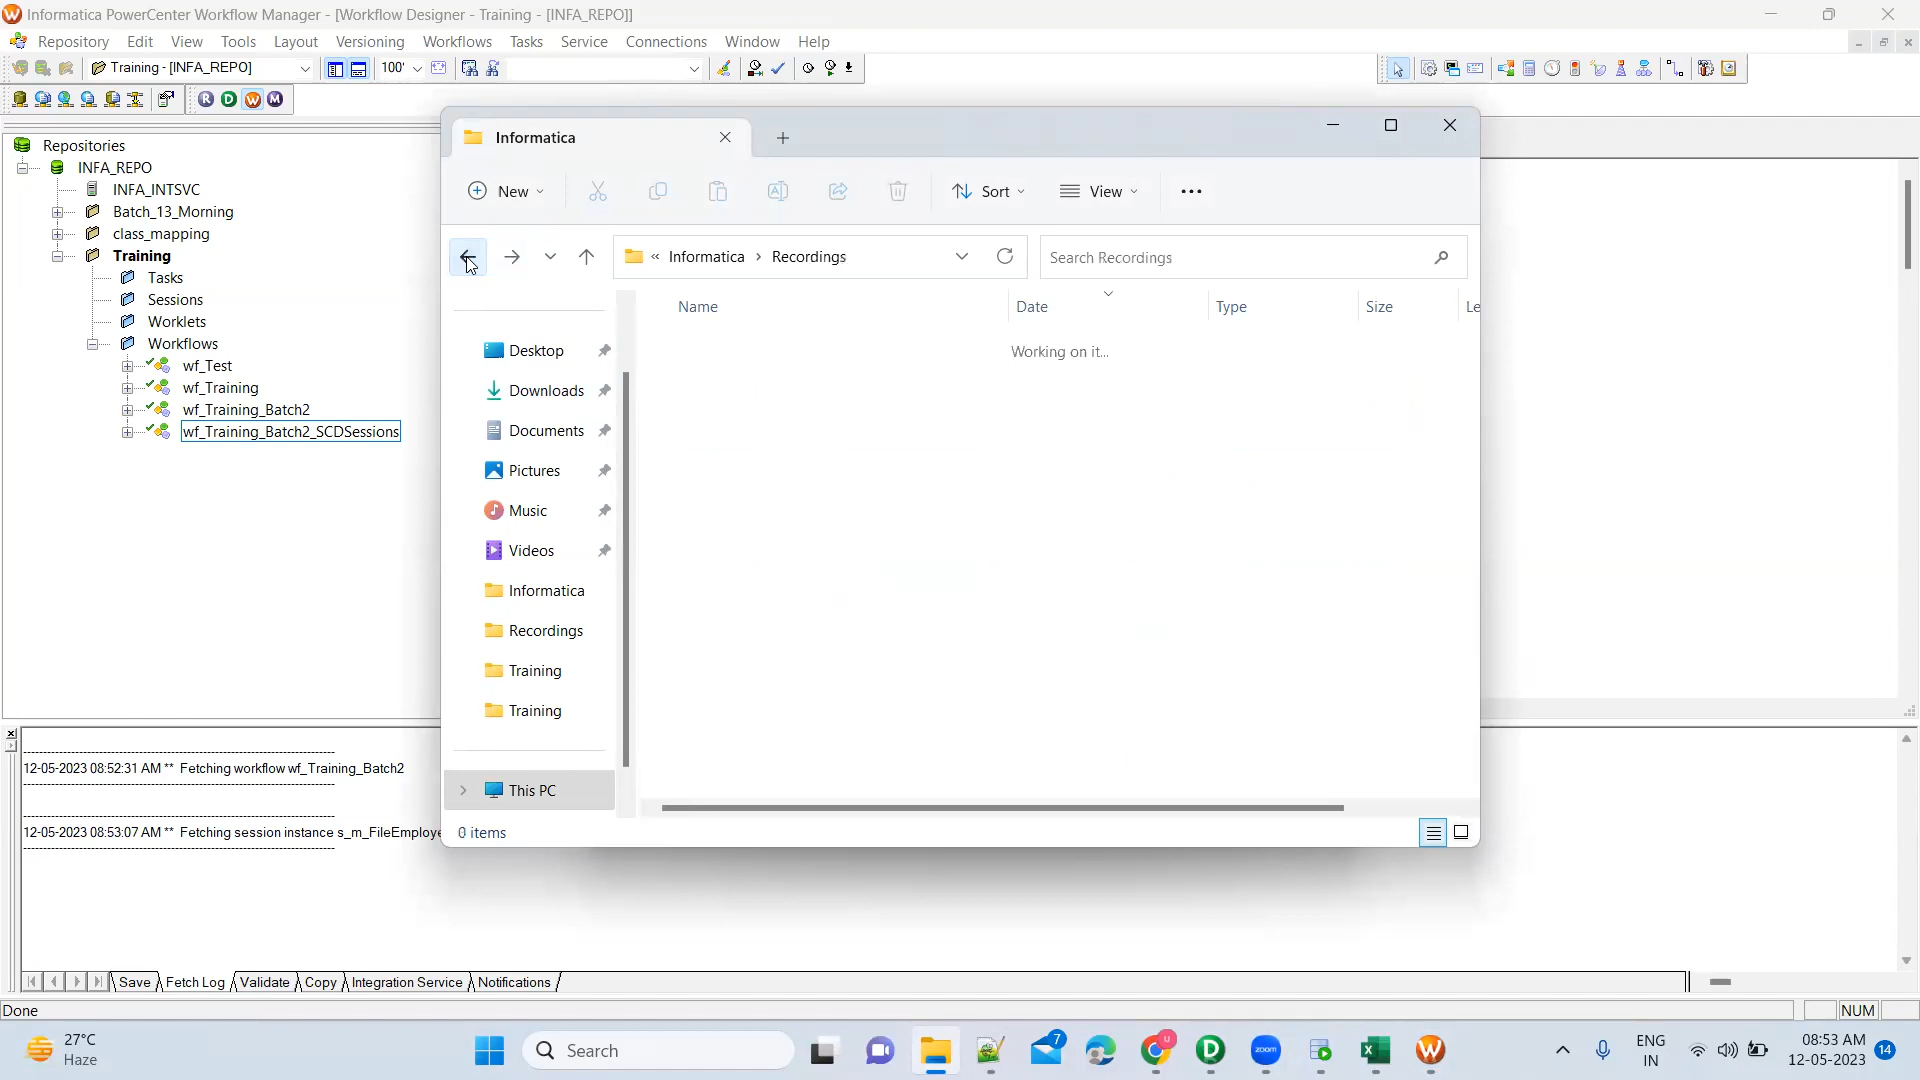 Informatica PowerCenter Workflow Manager - [Workflow Designer - Training - [INFA_REPO]]
Repository Edit View Tools Layout Versioning Workflows Tasks Service Connections Window Help
Training - [INFA_REPO] 100'
R D W M
Repositories
INFA_REPO
INFA_INTSVC
Batch_13_Morning
class_mapping
Training
Tasks
Sessions
Worklets
Workflows
wf_Test
wf_Training
wf_Training_Batch2
wf_Training_Batch2_SCDSessions
Informatica
New Sort View
« Informatica › Recordings
Search Recordings
Name Date Type Size Le
Working on it...
Desktop
Downloads
Documents
Pictures
Music
Videos
Informatica
Recordings
Training
Training
This PC
0 items
12-05-2023 08:52:31 AM ** Fetching workflow wf_Training_Batch2
12-05-2023 08:53:07 AM ** Fetching session instance s_m_FileEmploye
Save Fetch Log Validate Copy Integration Service Notifications
Done
NUM
27°C
Haze
Search
7
zoom
ENG
IN
08:53 AM
12-05-2023
14